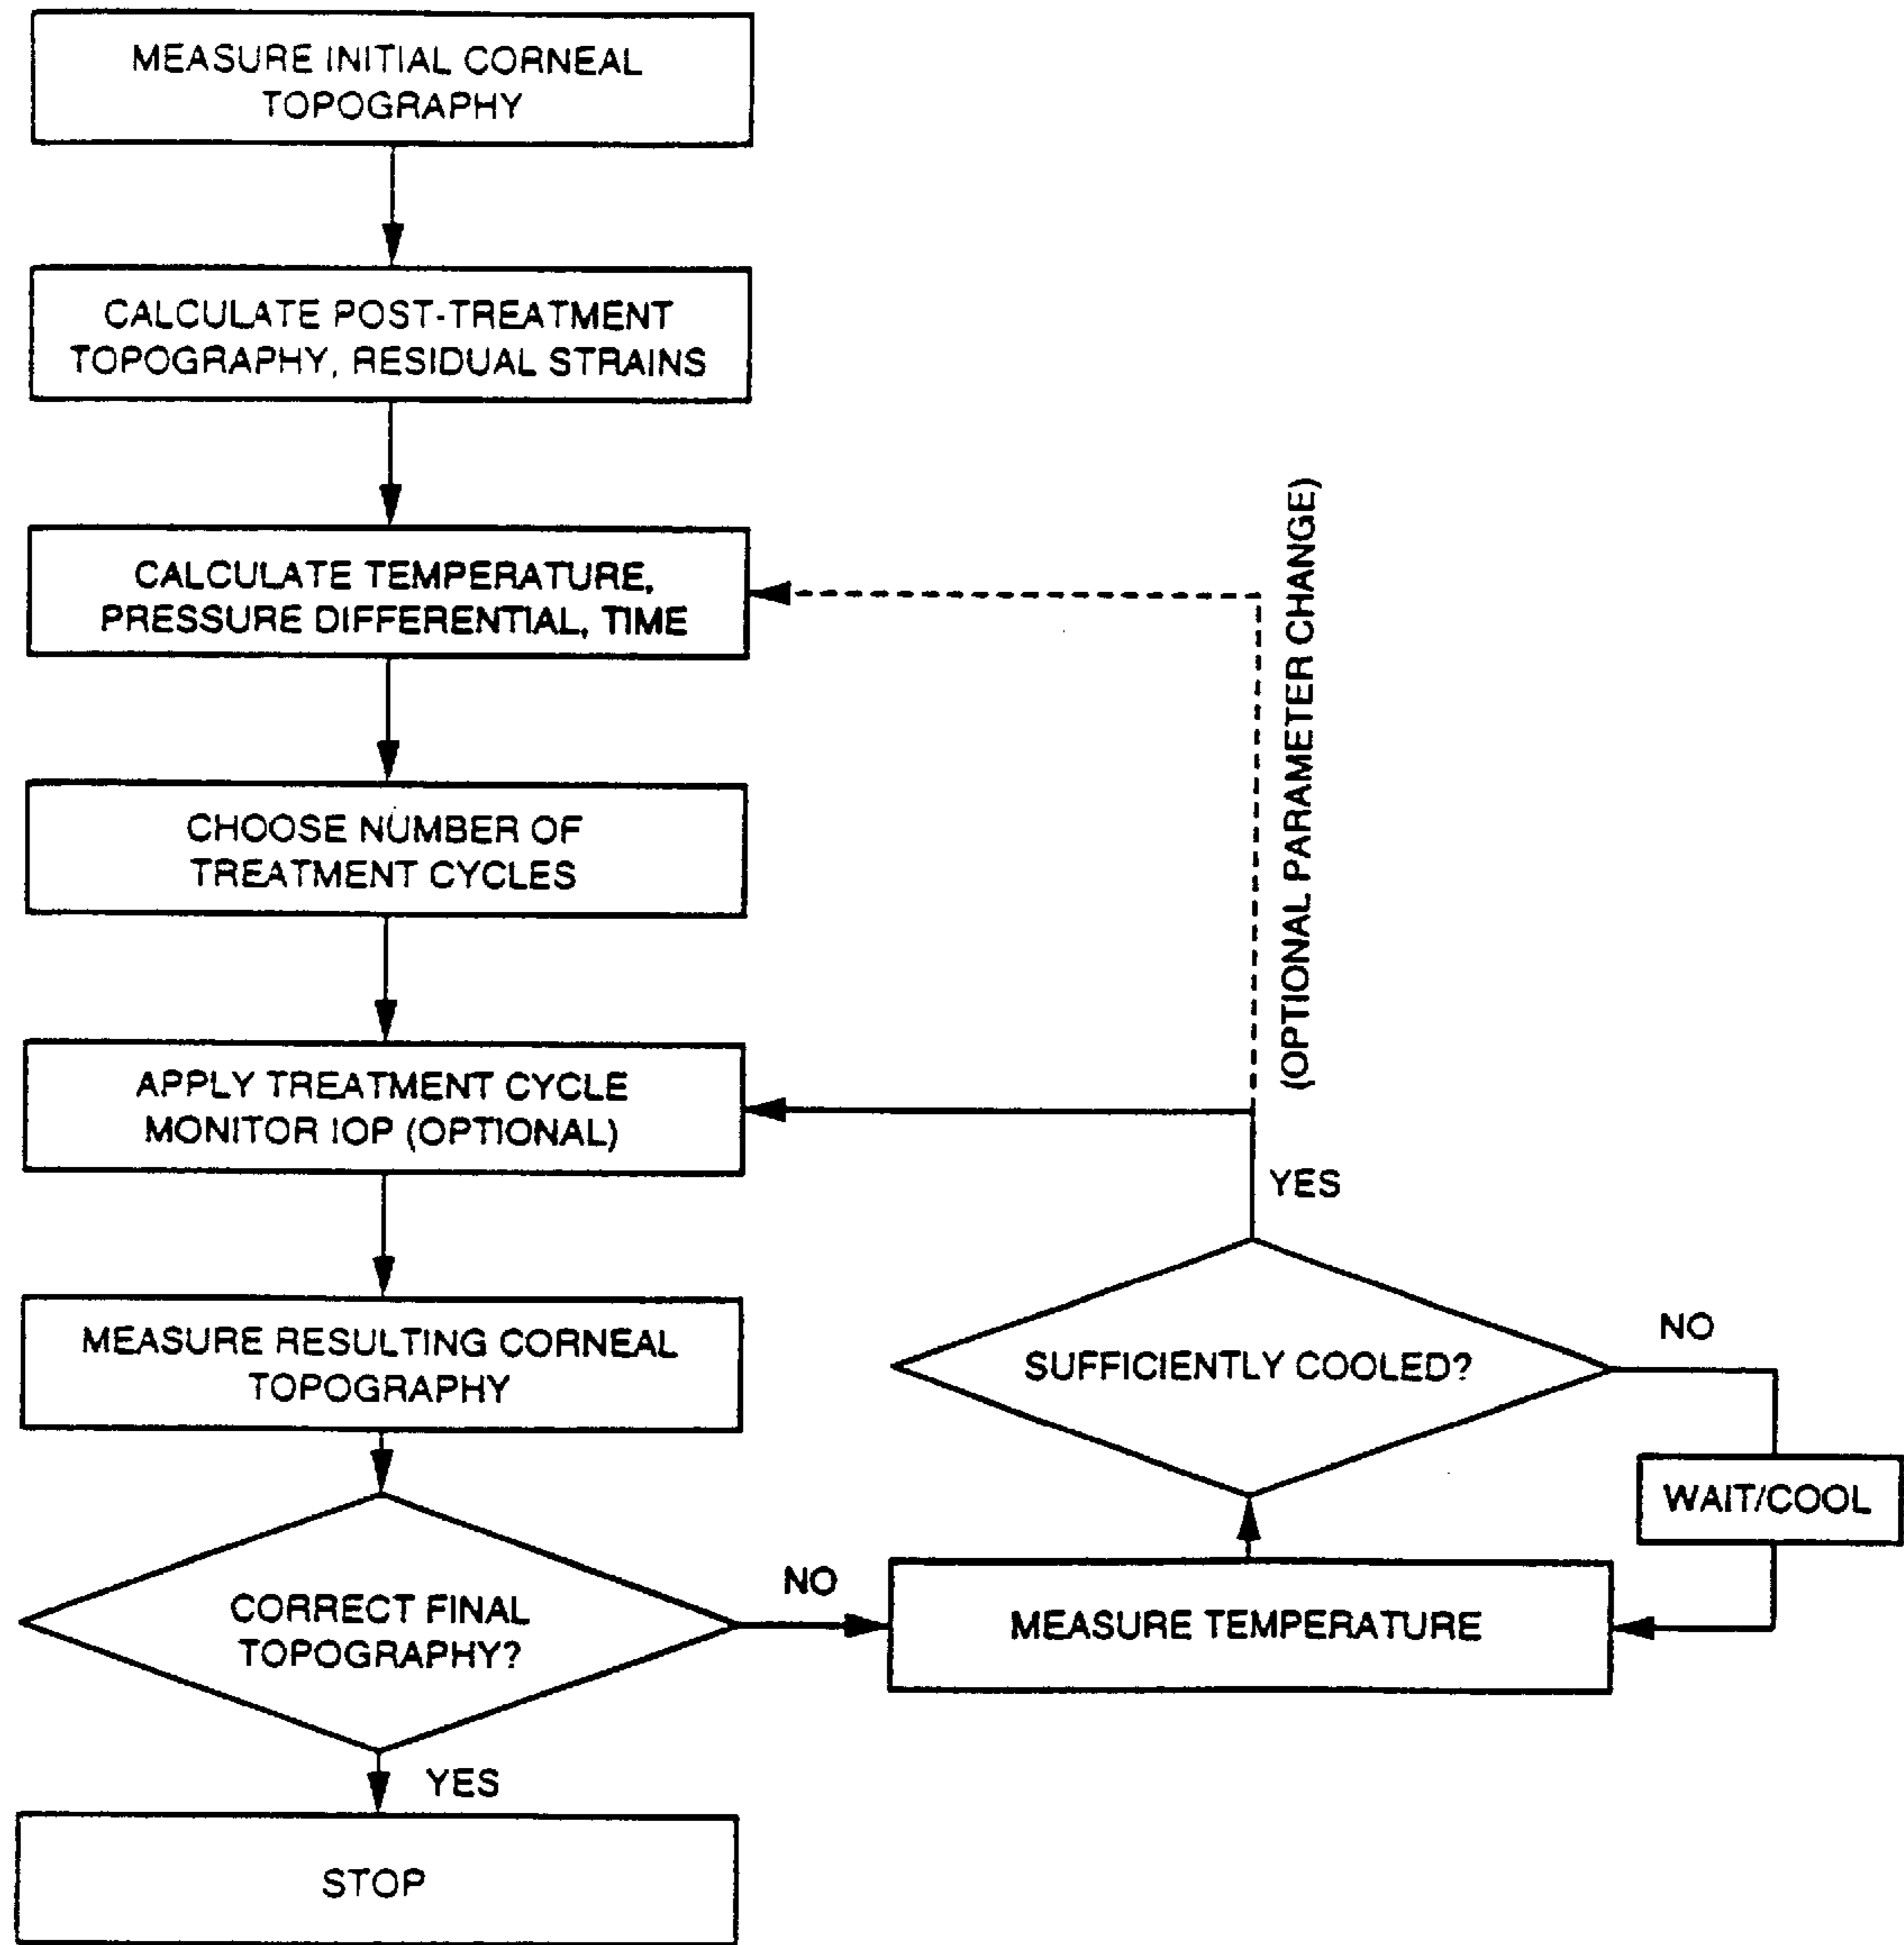 MEASURE INITIAL CORNEAL
TOPOGRAPHY
CALCULATE POST-TREATMENT
TOPOGRAPHY, RESIDUAL STRAINS
CALCULATE TEMPERATURE,
PRESSURE DIFFERENTIAL, TIME
(OPTIONAL PARAMETER CHANGE)
CHOOSE NUMBER OF
TREATMENT CYCLES
APPLY TREATMENT CYCLE
MONITOR IOP (OPTIONAL)
YES
MEASURE RESULTING CORNEAL
TOPOGRAPHY
SUFFICIENTLY COOLED?
NO
WAIT/COOL
CORRECT FINAL
TOPOGRAPHY?
NO
MEASURE TEMPERATURE
YES
STOP